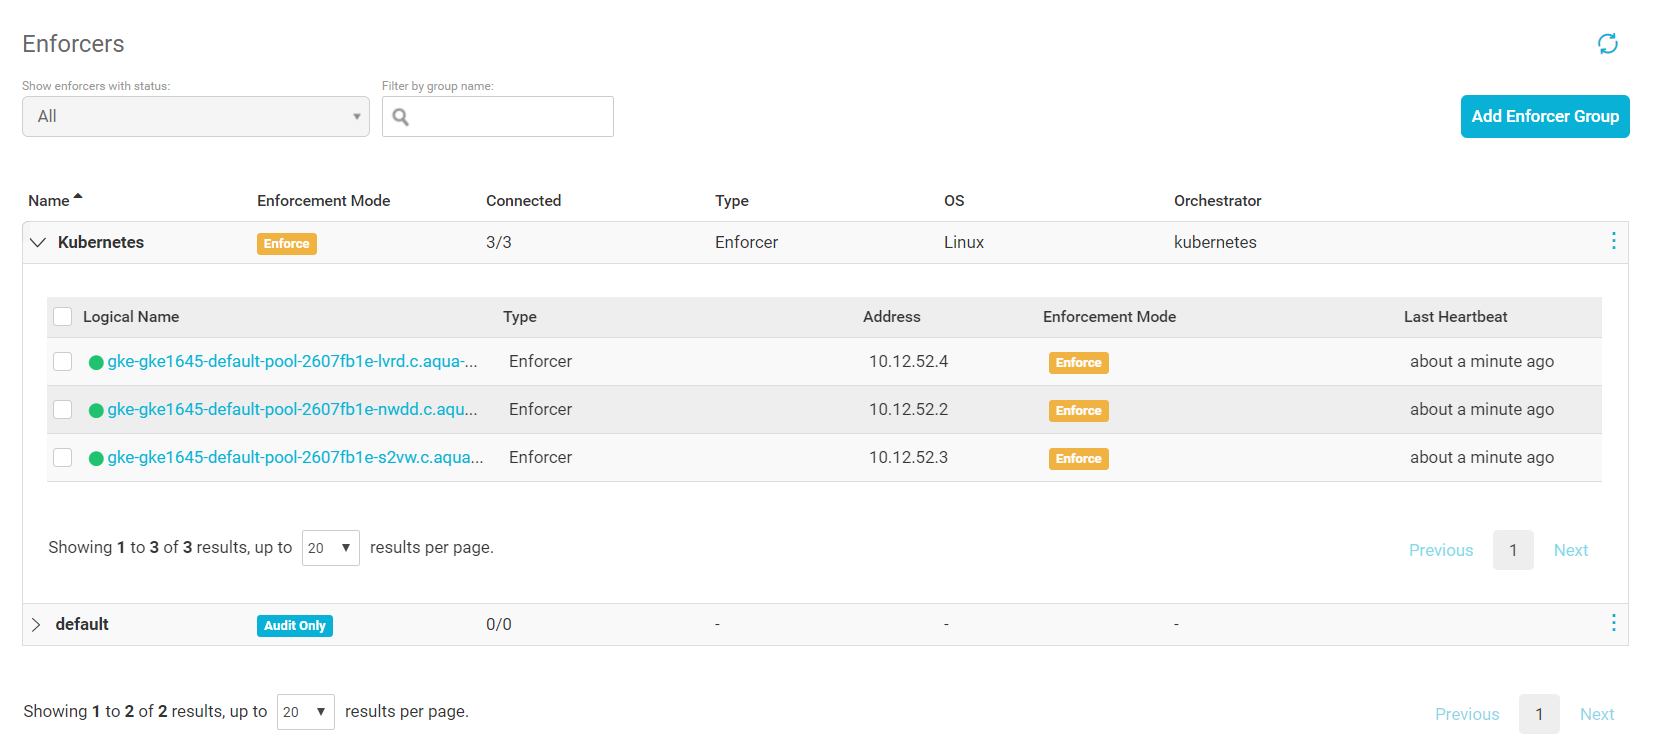 Enforcers
Show enforcers with status:
Filter by group name:
All
Add Enforcer Group
Name Enforcement Mode Connected Type OS Orchestrator
Kubernetes Enforce 3/3 Enforcer Linux kubernetes
Logical Name Type Address Enforcement Mode Last Heartbeat
gke-gke1645-default-pool-2607fb1e-lvrd.c.aqua-... Enforcer 10.12.52.4 Enforce about a minute ago
gke-gke1645-default-pool-2607fb1e-nwdd.c.aqu... Enforcer 10.12.52.2 Enforce about a minute ago
gke-gke1645-default-pool-2607fb1e-s2vw.c.aqua... Enforcer 10.12.52.3 Enforce about a minute ago
Showing 1 to 3 of 3 results, up to 20 results per page. Previous 1 Next
default Audit Only 0/0 - - -
Showing 1 to 2 of 2 results, up to 20 results per page. Previous 1 Next